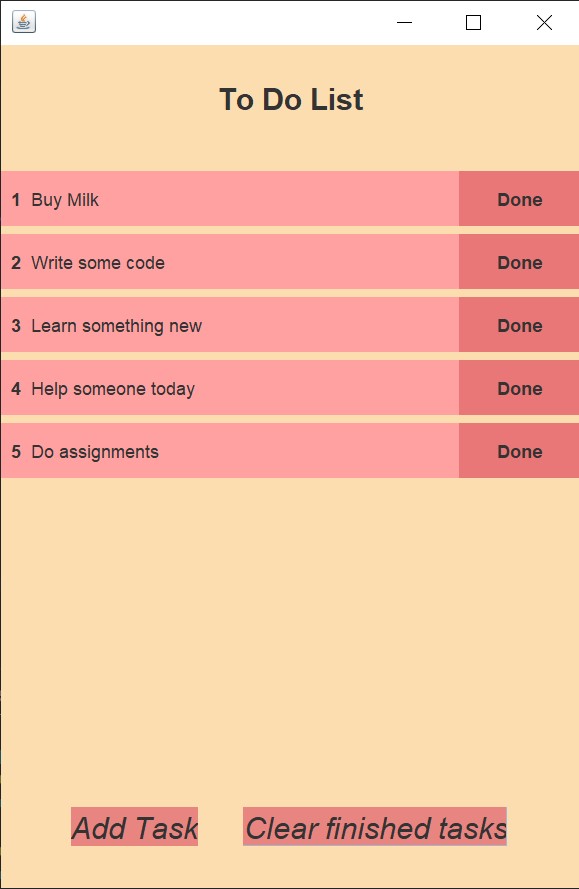 To Do List
1 Buy Milk Done
2 Write some code Done
3 Learn something new Done
4 Help someone today Done
5 Do assignments Done
Add Task Clear finished tasks